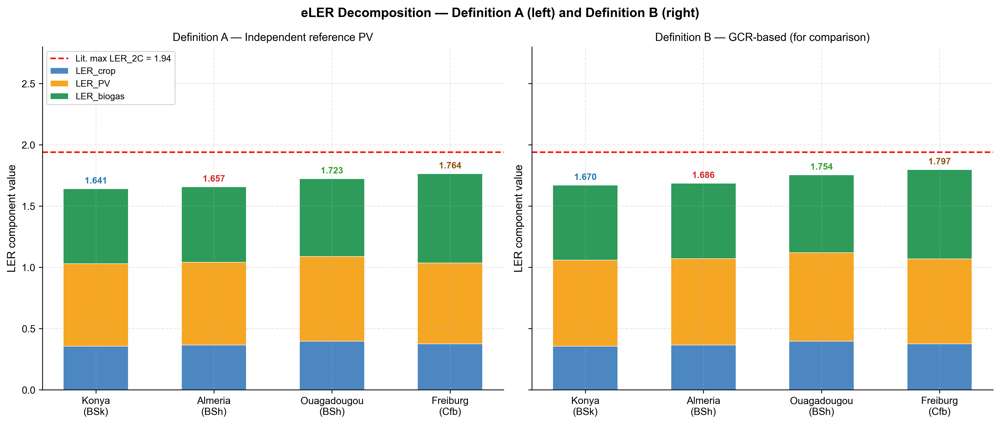 eLER Decomposition — Definition A (left) and Definition B (right)
Definition A — Independent reference PV
Lit. max LER_2C = 1.94
LER_crop
LER_PV
LER_biogas
LER component value
2.5
2.0
1.5
1.0
0.5
0.0
1.641
1.657
1.723
1.764
Konya
(BSk)
Almeria
(BSh)
Ouagadougou
(BSh)
Freiburg
(Cfb)
Definition B — GCR-based (for comparison)
LER component value
1.670
1.686
1.754
1.797
Konya
(BSk)
Almeria
(BSh)
Ouagadougou
(BSh)
Freiburg
(Cfb)